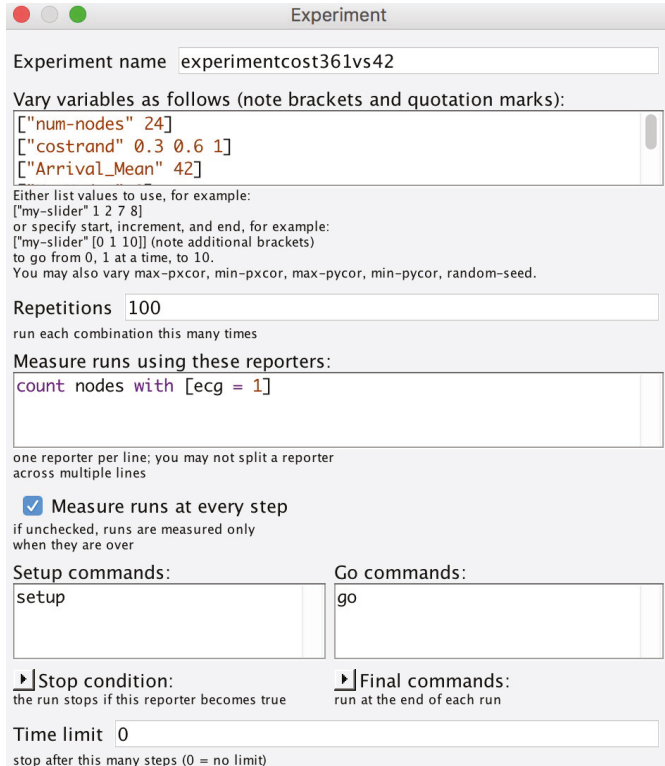 Experiment
Experiment name experimentcost361vs42
Vary variables as follows (note brackets and quotation marks):
["num-nodes" 24]
["costrand" 0.3 0.6 1]
["Arrival_Mean" 42]
Either list values to use, for example:
["my-slider" 1 2 7 8]
or specify start, increment, and end, for example:
["my-slider" [0 1 10]] (note additional brackets)
to go from 0, 1 at a time, to 10.
You may also vary max-pxcor, min-pxcor, max-pycor, min-pycor, random-seed.
Repetitions 100
run each combination this many times
Measure runs using these reporters:
count nodes with [ecg = 1]
one reporter per line; you may not split a reporter
across multiple lines
Measure runs at every step
if unchecked, runs are measured only
when they are over
Setup commands:
setup
Go commands:
go
Stop condition:
the run stops if this reporter becomes true
Final commands:
run at the end of each run
Time limit 0
stop after this many steps (0 = no limit)